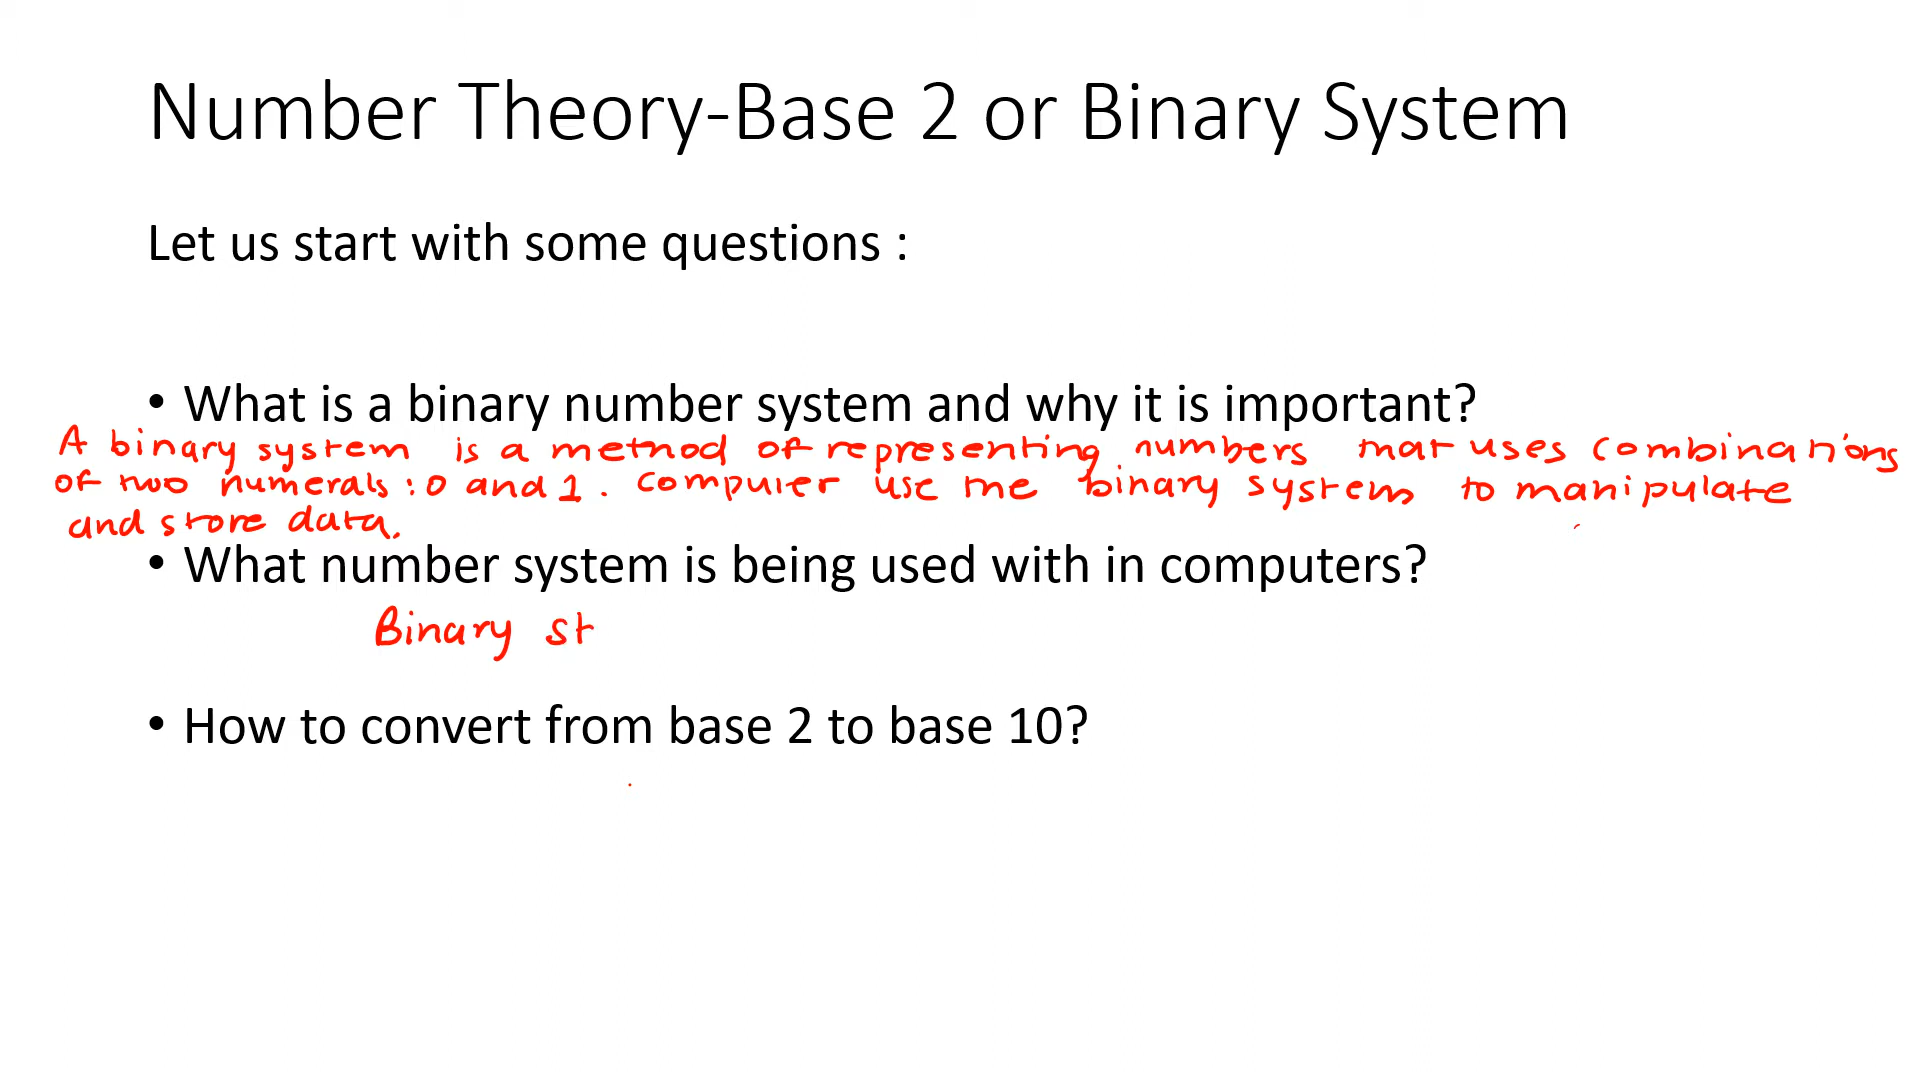 Number Theory-Base 2 or Binary System
Let us start with some questions :
• What is a binary number system and why it is important?
A binary system is a method of representing numbers that uses combinations
of two numerals : 0 and 1. computer use the binary system to manipulate
and store data.
• What number system is being used with in computers?
Binary st
• How to convert from base 2 to base 10?